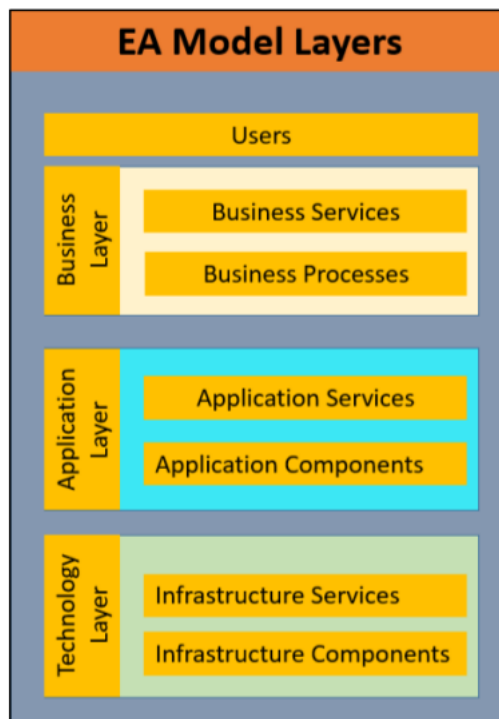 EA Model Layers
Users
Business
Layer
Business Services
Business Processes
Application
Layer
Application Services
Application Components
Technology
Layer
Infrastructure Services
Infrastructure Components